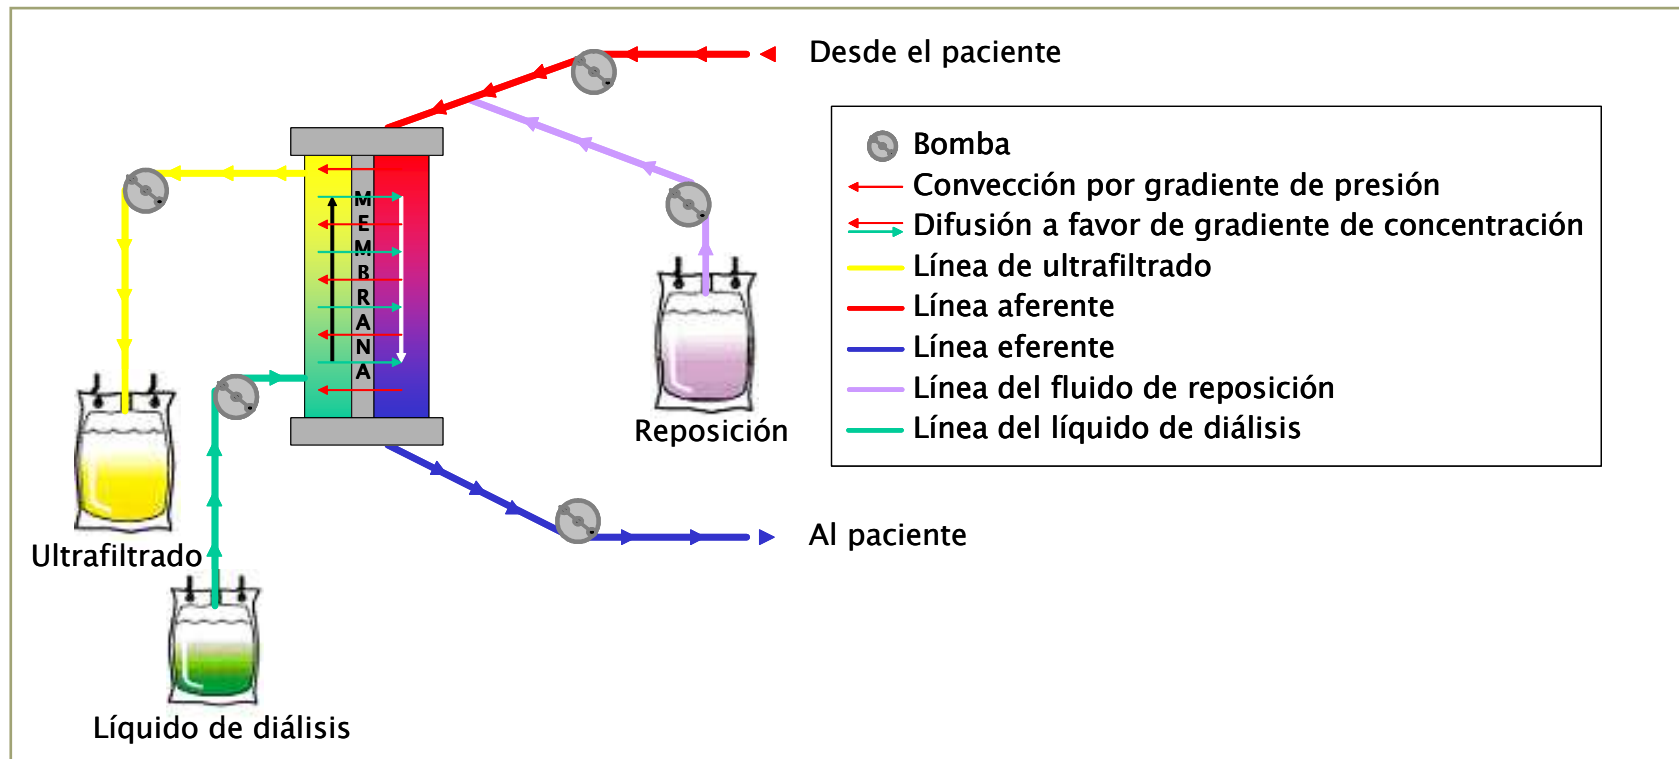 Desde el paciente
Bomba
Convección por gradiente de presión
Difusión a favor de gradiente de concentración
Línea de ultrafiltrado
Línea aferente
Línea eferente
Línea del fluido de reposición
Línea del líquido de diálisis
MEMBRANA
Reposición
Al paciente
Ultrafiltrado
Líquido de diálisis